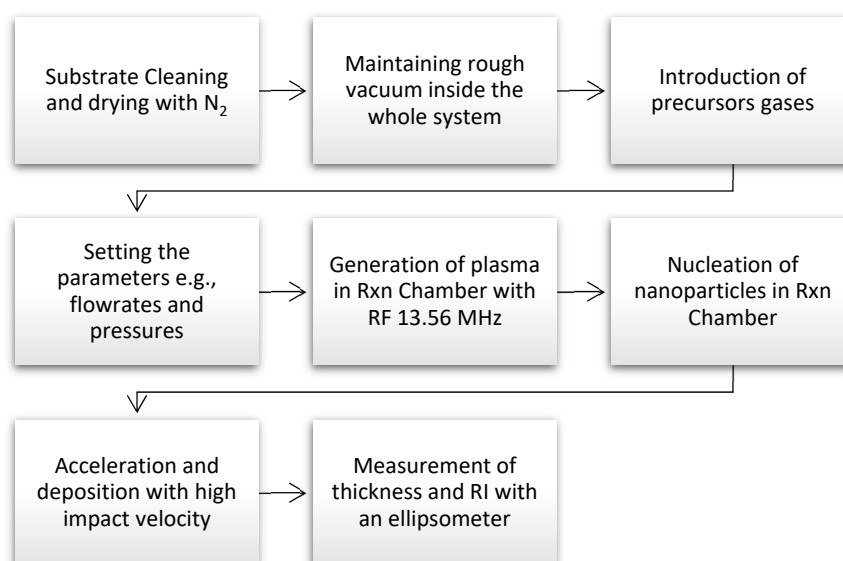 Substrate Cleaning
and drying with N₂
Maintaining rough
vacuum inside the
whole system
Introduction of
precursors gases
Setting the
parameters e.g.,
flowrates and
pressures
Generation of plasma
in Rxn Chamber with
RF 13.56 MHz
Nucleation of
nanoparticles in Rxn
Chamber
Acceleration and
deposition with high
impact velocity
Measurement of
thickness and RI with
an ellipsometer